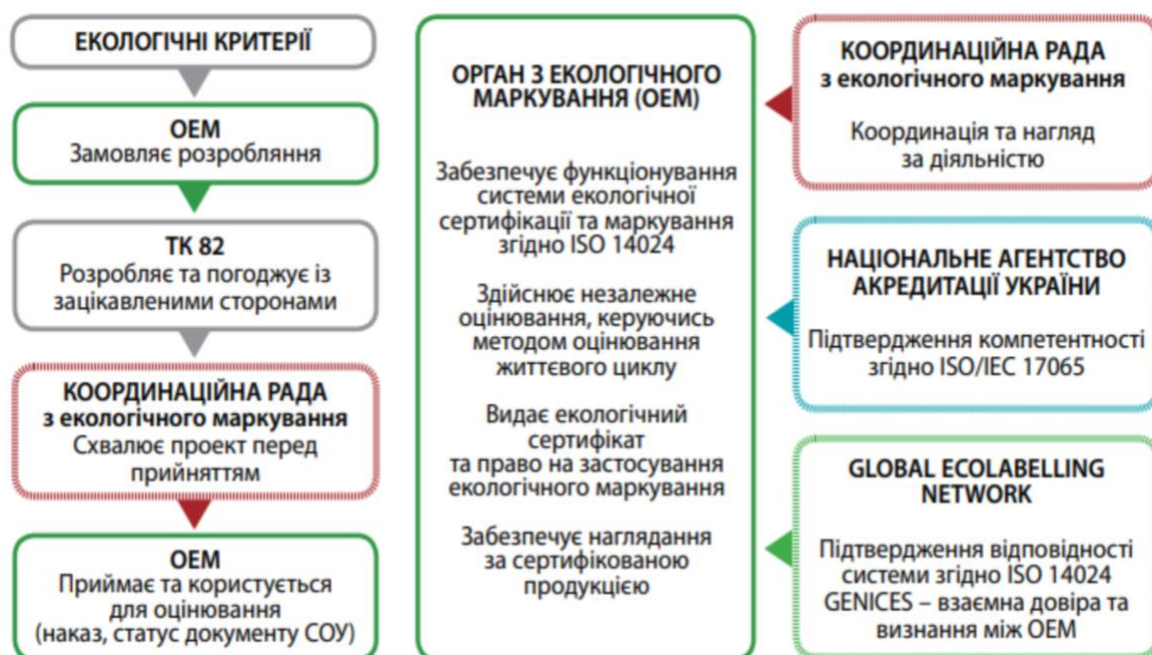 ЕКОЛОГІЧНІ КРИТЕРІЇ
ОЕМ
Замовляє розробляння
ТК 82
Розробляє та погоджує із
зацікавленими сторонами
КООРДИНАЦІЙНА РАДА
з екологічного маркування
Схвалює проект перед
прийняттям
ОЕМ
Приймає та користується
для оцінювання
(наказ, статус документу СОУ)
ОРГАН З ЕКОЛОГІЧНОГО
МАРКУВАННЯ (ОЕМ)
Забезпечує функціонування
системи екологічної
сертифікації та маркування
згідно ISO 14024
Здійснює незалежне
оцінювання, керуючись
методом оцінювання
життєвого циклу
Видає екологічний
сертифікат
та право на застосування
екологічного маркування
Забезпечує наглядання
за сертифікованою
продукцією
КООРДИНАЦІЙНА РАДА
з екологічного маркування
Координація та нагляд
за діяльністю
НАЦІОНАЛЬНЕ АГЕНТСТВО
АКРЕДИТАЦІЇ УКРАЇНИ
Підтвердження компетентності
згідно ISO/IEC 17065
GLOBAL ECOLABELLING
NETWORK
Підтвердження відповідності
системи згідно ISO 14024
GENICES – взаємна довіра та
визнання між ОЕМ